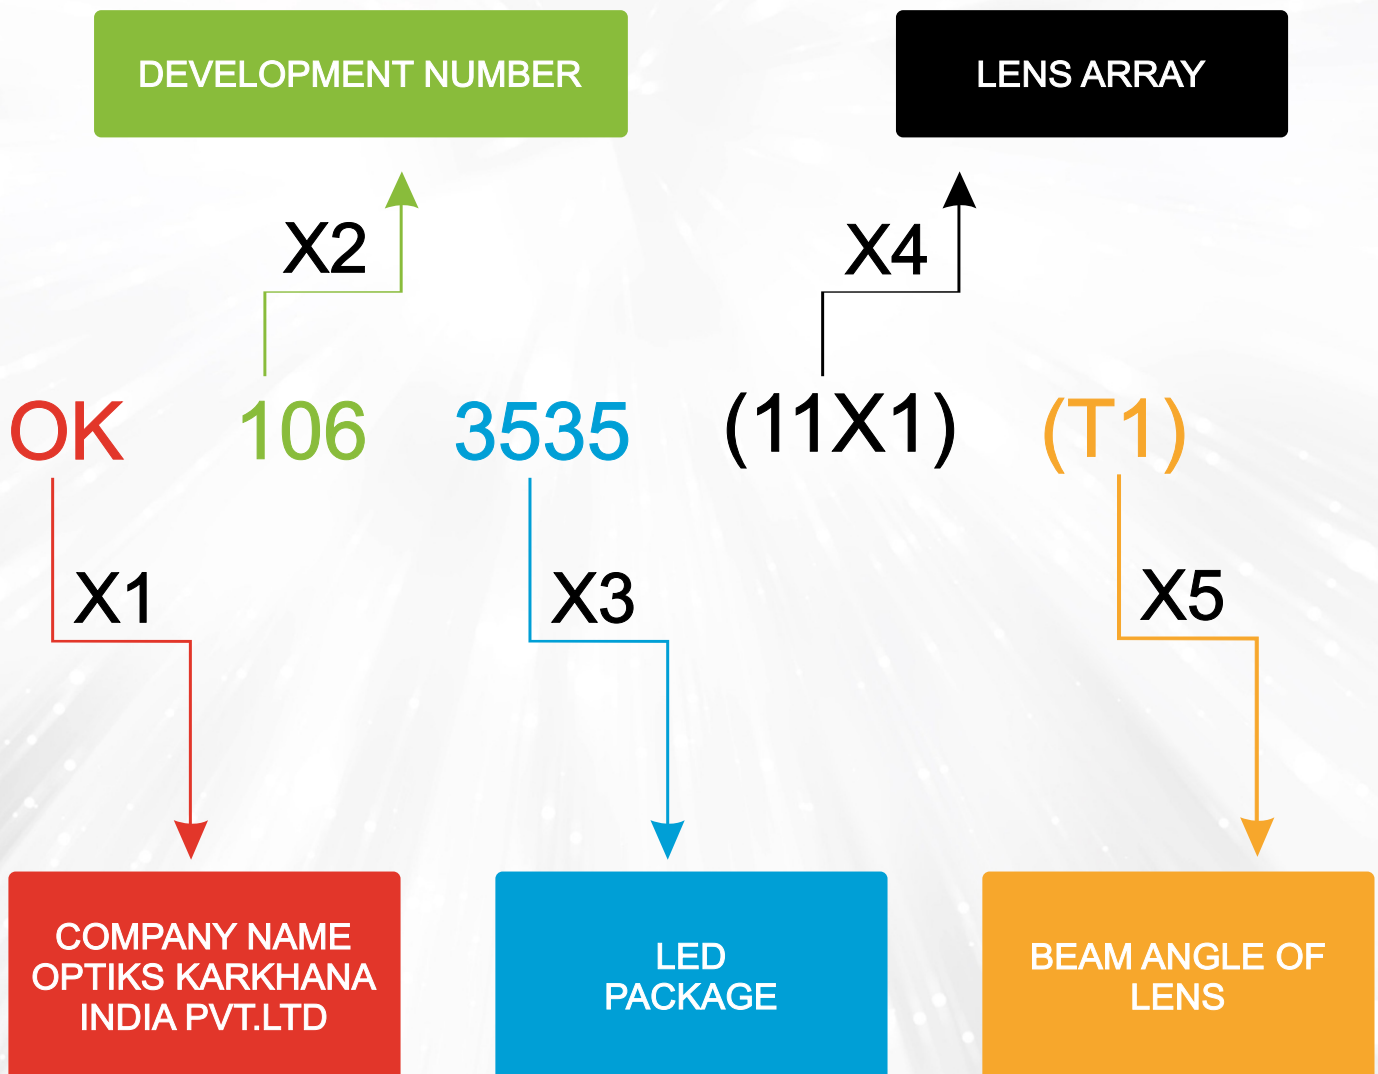 DEVELOPMENT NUMBER
LENS ARRAY
X2
X4
OK 106 3535 (11X1) (T1)
X1
X3
X5
COMPANY NAME
OPTIKS KARKHANA
INDIA PVT.LTD
LED
PACKAGE
BEAM ANGLE OF
LENS